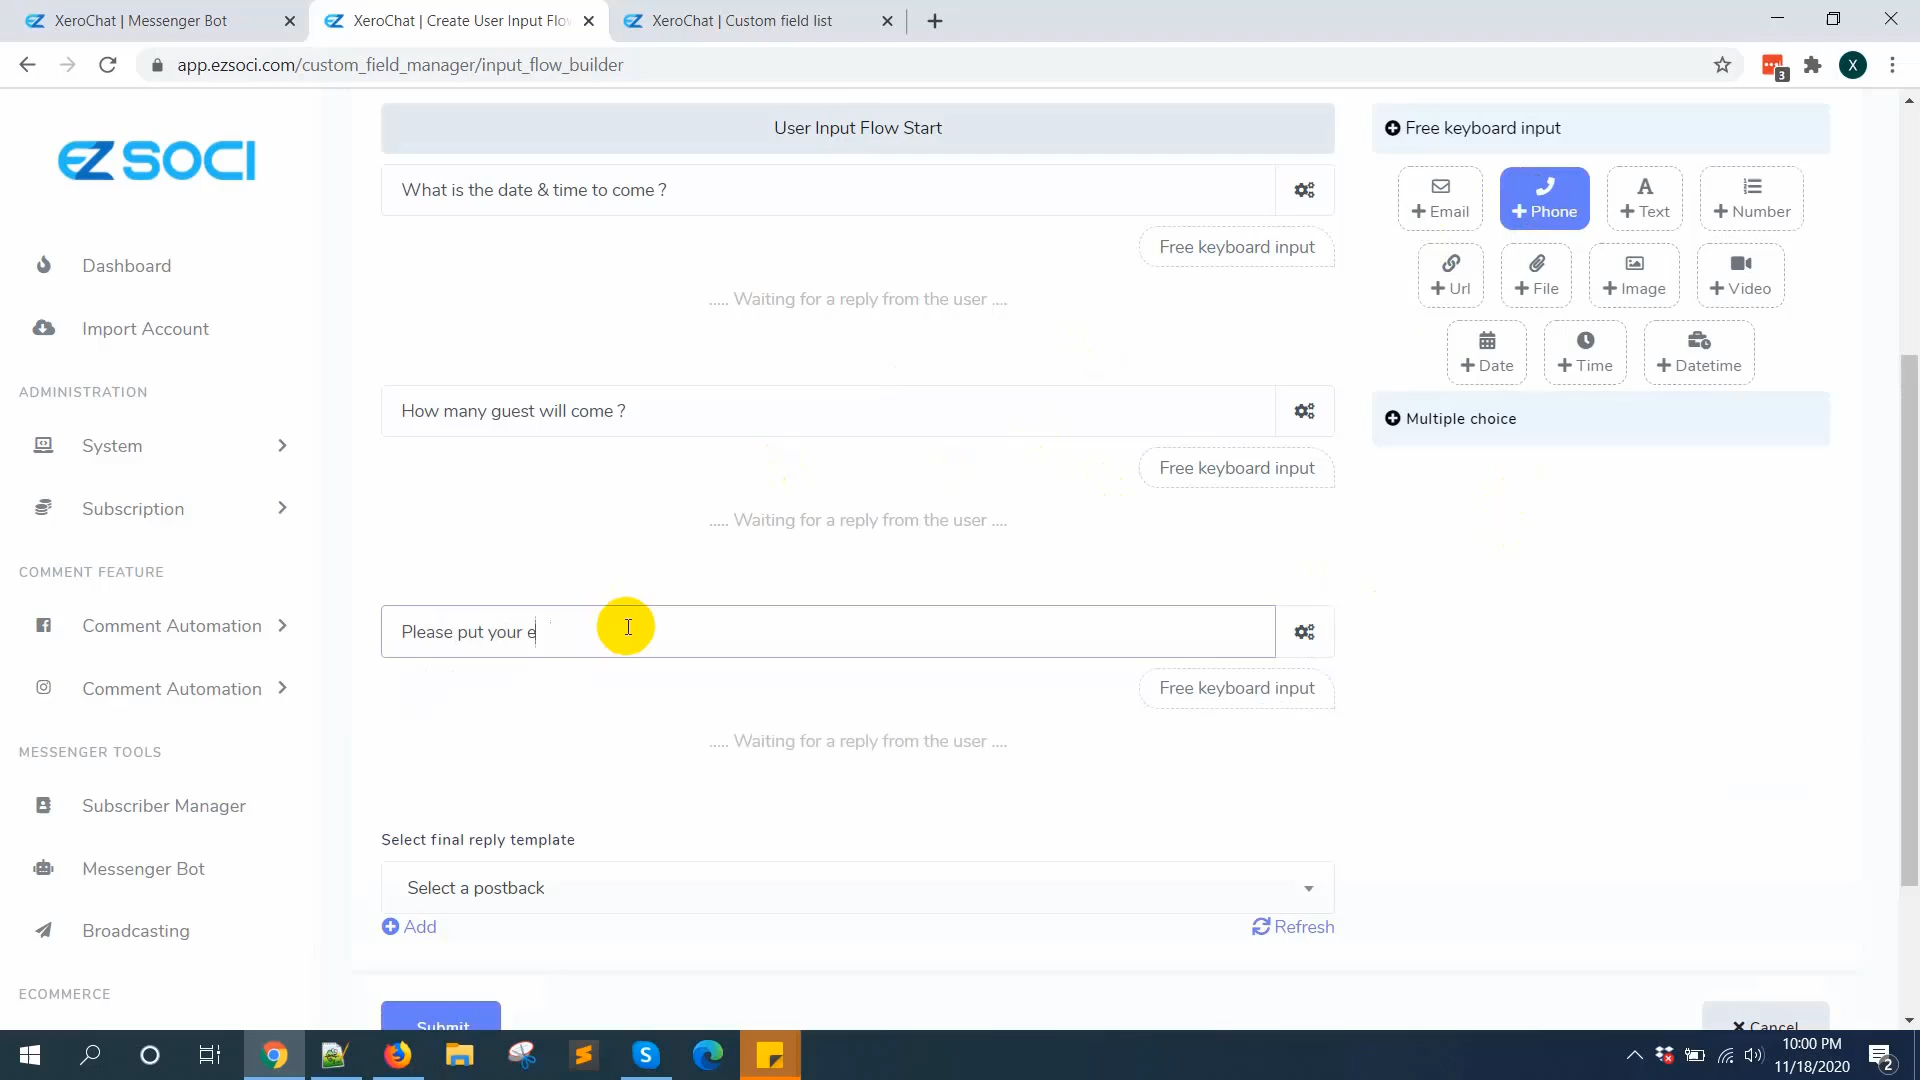 XeroChat | Messenger Bot
XeroChat | Create User Input Flo
XeroChat | Custom field list
app.ezsoci.com/custom_field_manager/input_flow_builder
3
X
EZ SOCI
Dashboard
Import Account
ADMINISTRATION
System
Subscription
COMMENT FEATURE
Comment Automation
Comment Automation
MESSENGER TOOLS
Subscriber Manager
Messenger Bot
Broadcasting
ECOMMERCE
User Input Flow Start
What is the date & time to come ?
Free keyboard input
..... Waiting for a reply from the user ....
How many guest will come ?
Free keyboard input
..... Waiting for a reply from the user ....
Please put your e
Free keyboard input
..... Waiting for a reply from the user ....
Select final reply template
Select a postback
Add
Refresh
Submit
Cancel
Free keyboard input
Email
Phone
Text
Number
Url
File
Image
Video
Date
Time
Datetime
Multiple choice
10:00 PM
11/18/2020
2